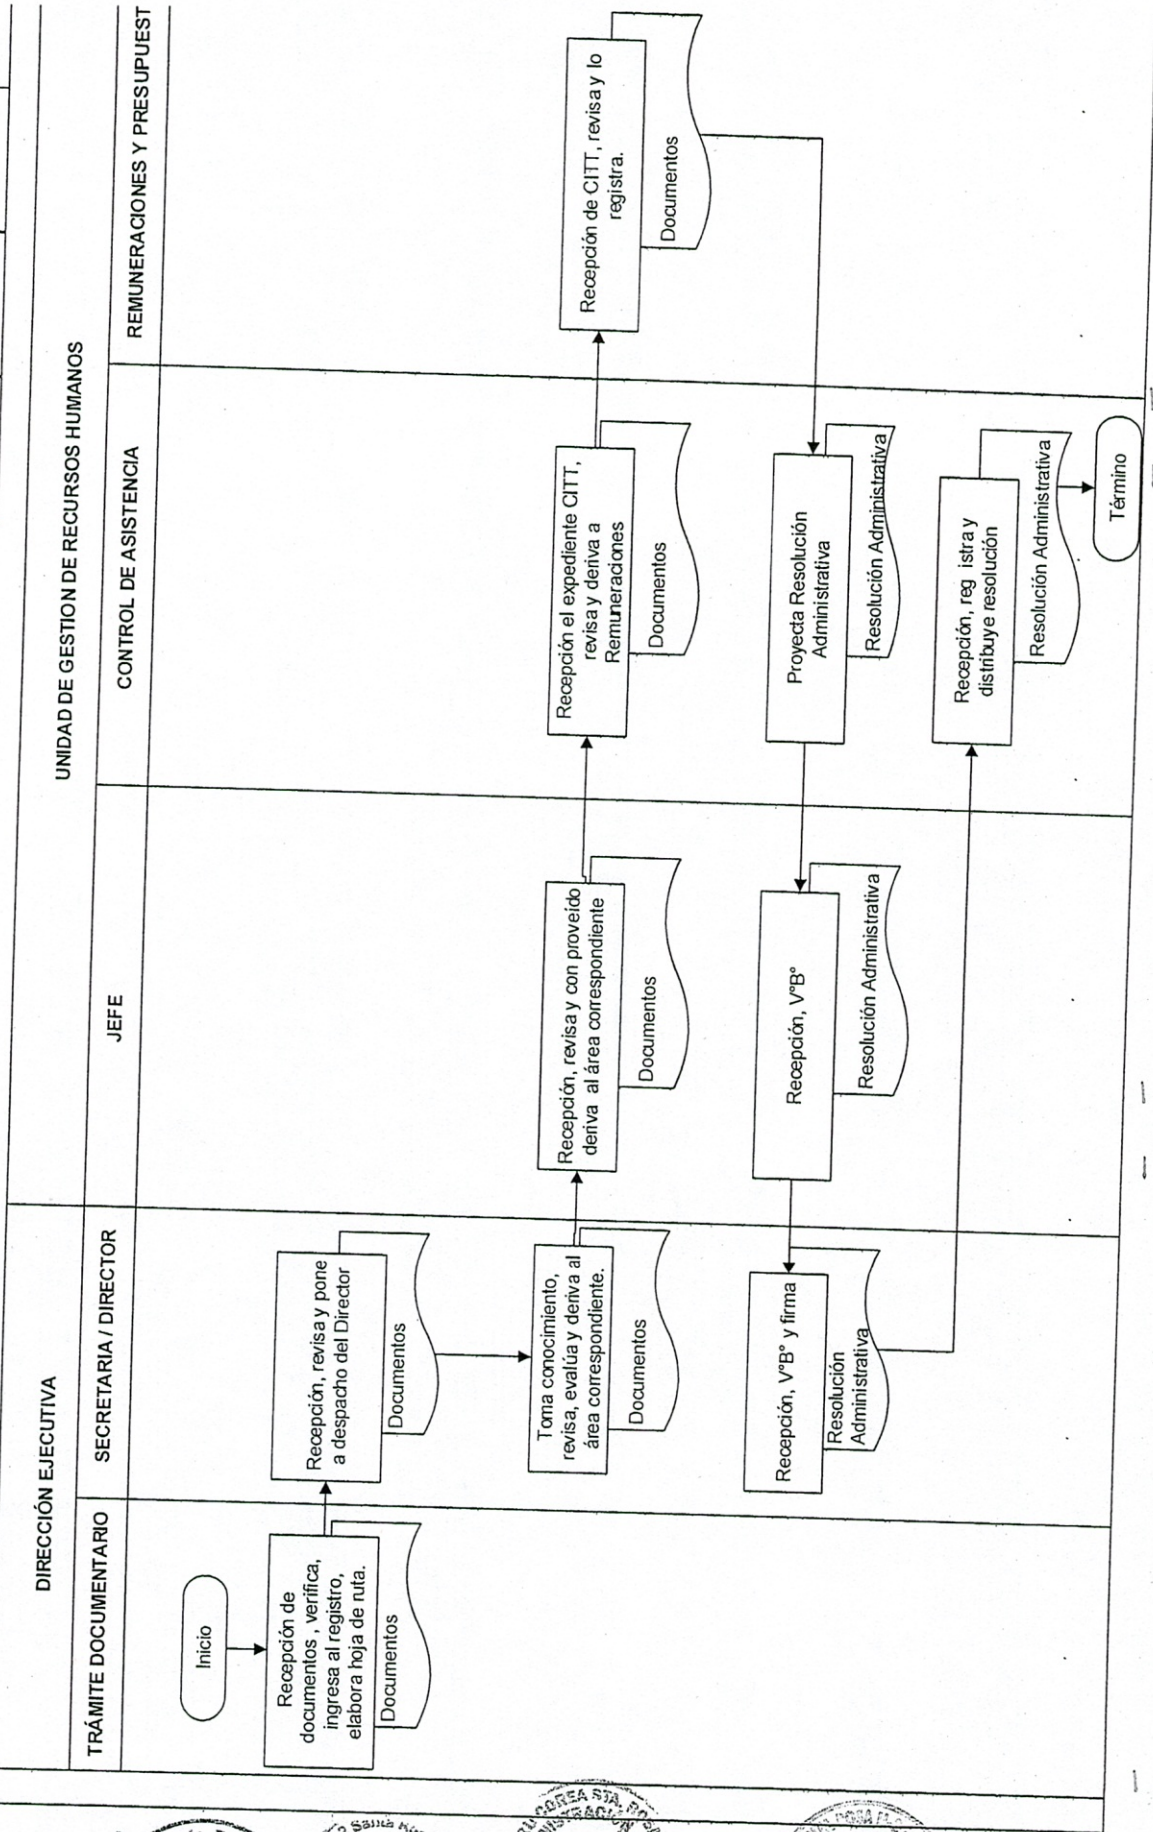 DIRECCIÓN EJECUTIVA
UNIDAD DE GESTION DE RECURSOS HUMANOS
TRÁMITE DOCUMENTARIO
SECRETARIA / DIRECTOR
JEFE
CONTROL DE ASISTENCIA
REMUNERACIONES Y PRESUPUEST
Inicio
Recepción de
documentos , verifica,
ingresa al registro,
elabora hoja de ruta.
Documentos
Recepción, revisa y pone
a despacho del Director
Documentos
Toma conocimiento,
revisa, evalúa y deriva al
área correspondiente.
Documentos
Recepción, revisa y con proveido
deriva al área correspondiente
Documentos
Recepción el expediente CITT,
revisa y deriva a
Remuneraciones
Documentos
Recepción de CITT, revisa y lo
registra.
Documentos
Proyecta Resolución
Administrativa
Resolución Administrativa
Recepción, V°B°
Resolución Administrativa
Recepción, V°B° y firma
Resolución
Administrativa
Recepción, reg istra y
distribuye resolución
Resolución Administrativa
Término